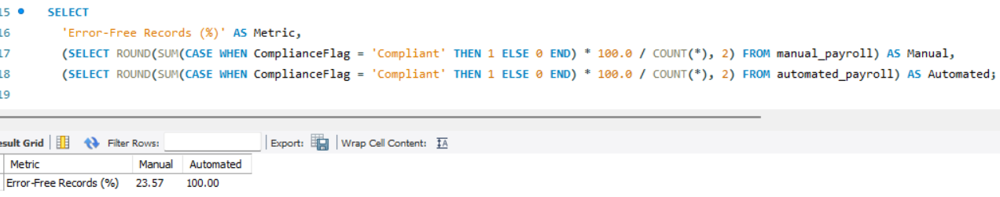 15 SELECT
16 'Error-Free Records (%)' AS Metric,
17 (SELECT ROUND(SUM(CASE WHEN ComplianceFlag = 'Compliant' THEN 1 ELSE 0 END) * 100.0 / COUNT(*), 2) FROM manual_payroll) AS Manual,
18 (SELECT ROUND(SUM(CASE WHEN ComplianceFlag = 'Compliant' THEN 1 ELSE 0 END) * 100.0 / COUNT(*), 2) FROM automated_payroll) AS Automated;
19
esult Grid Filter Rows: Export: Wrap Cell Content: IA
Metric Manual Automated
Error-Free Records (%) 23.57 100.00